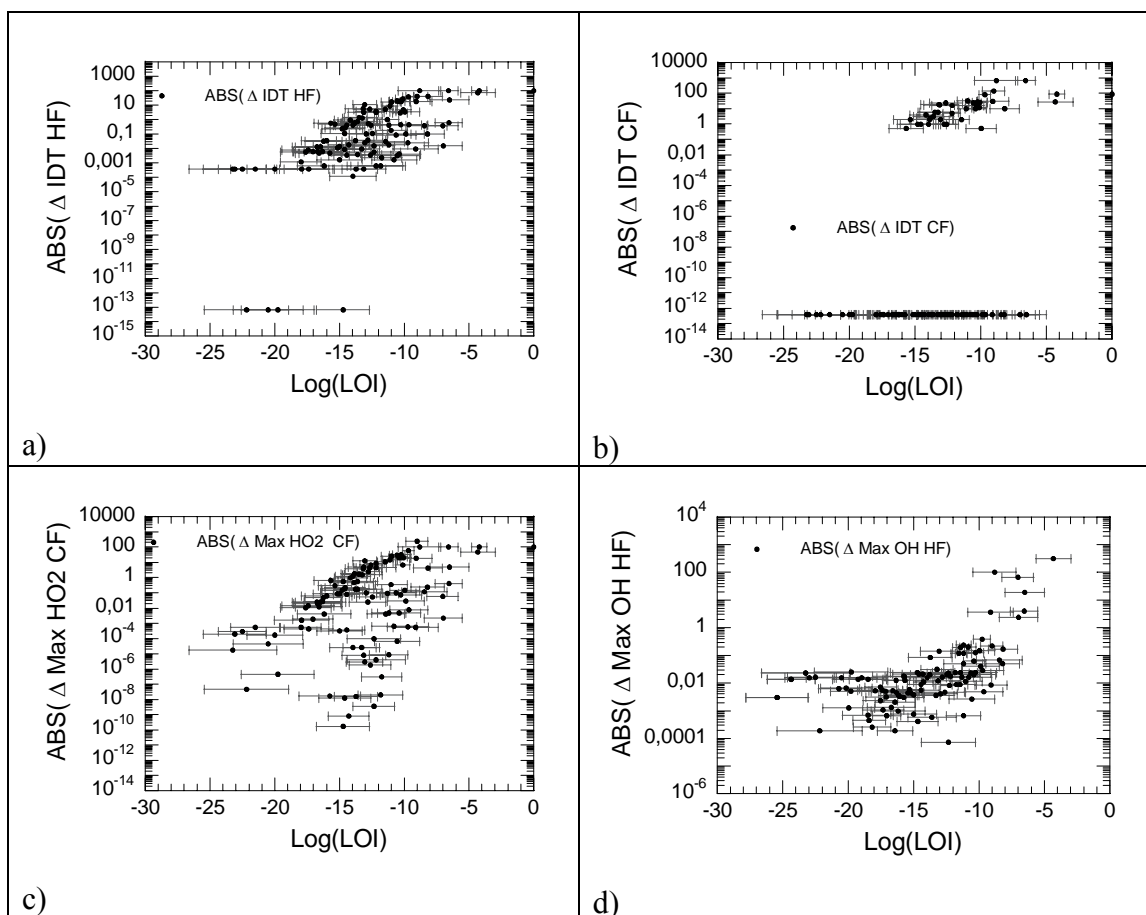 ABS( Δ IDT HF)
1000
10
0,1
0,001
10-5
10-7
10-9
10-11
10-13
10-15
ABS( Δ IDT HF)
-30 -25 -20 -15 -10 -5 0
Log(LOI)
a)
ABS( Δ IDT CF)
10000
100
1
0,01
10-4
10-6
10-8
10-10
10-12
10-14
ABS( Δ IDT CF)
-30 -25 -20 -15 -10 -5 0
Log(LOI)
b)
ABS( Δ Max HO2 CF)
10000
100
1
0,01
10-4
10-6
10-8
10-10
10-12
10-14
ABS( Δ Max HO2 CF)
-30 -25 -20 -15 -10 -5 0
Log(LOI)
c)
ABS( Δ Max OH HF)
104
100
1
0,01
0,0001
10-6
ABS( Δ Max OH HF)
-30 -25 -20 -15 -10 -5 0
Log(LOI)
d)